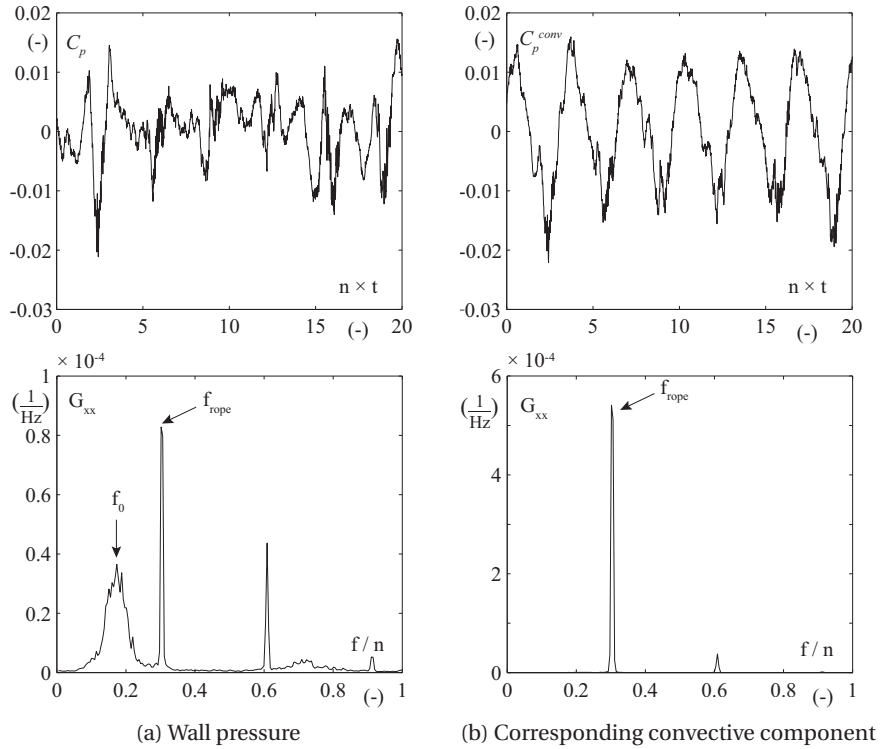 0.02
(-)
C_p
0.01
0
-0.01
-0.02
-0.03
n × t
0 5 10 15 20
(-)
0.02
(-)
C_p^conv
0.01
0
-0.01
-0.02
-0.03
n × t
0 5 10 15 20
(-)
× 10^-4
1
(1/Hz)
G_xx
f_rope
0.8
0.6
f_0
0.4
0.2
f / n
0
0 0.2 0.4 0.6 0.8 1
(-)
× 10^-4
6
(1/Hz)
G_xx
f_rope
4
2
f / n
0
0 0.2 0.4 0.6 0.8 1
(-)
(a) Wall pressure
(b) Corresponding convective component